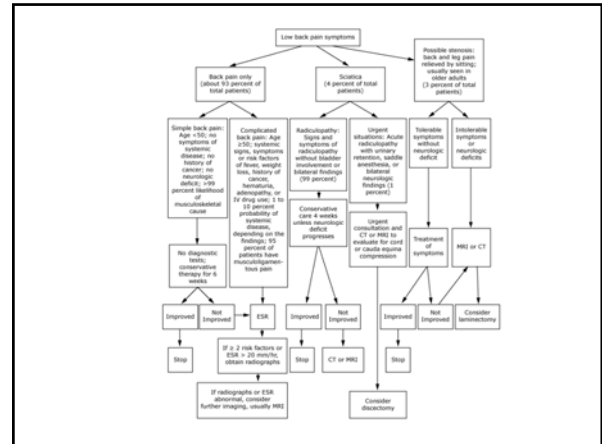 Low back pain symptoms
Back pain only
(about 93 percent of
total patients)
Sciatica
(4 percent of total
patients)
Possible stenosis:
back and leg pain
relieved by sitting;
usually seen in
older adults
(3 percent of total
patients)
Simple back pain:
Age <50; no
symptoms of
systemic disease;
no history of
cancer; no
neurologic
deficit; >99
percent likelihood of
musculoskeletal
cause
Complicated
back pain: Age
≥50; systemic
signs, symptoms
or risk factors
of fever, weight
loss, history of
cancer,
hematuria,
adenopathy, or
IV drug use; 1 to
10 percent
probability of
systemic
disease,
depending on the
findings; 95
percent of
patients have
musculoligamen-
tous pain
Radiculopathy:
Signs and
symptoms
of radiculopathy
without bladder
involvement or
bilateral findings
(99 percent)
Urgent
situations: Acute
radiculopathy
with urinary
retention, saddle
anesthesia, or
bilateral
neurologic
findings (1
percent)
Tolerable
symptoms
without
neurologic
deficit
Intolerable
symptoms
or neurologic
deficits
No diagnostic
tests;
conservative
therapy for 6
weeks
Conservative
care 4 weeks
unless neurologic
deficit
progresses
Urgent
consultation and
CT or MRI to
evaluate for cord
or cauda equina
compression
Treatment of
symptoms
MRI or CT
Improved
Not
Improved
ESR
Improved
Not
Improved
Improved
Not
Improved
Consider
laminectomy
Stop
If ≥ 2 risk factors or
ESR > 20 mm/hr,
obtain radiographs
Stop
CT or MRI
Stop
If radiographs or ESR
abnormal, consider
further imaging, usually MRI
Consider
discectomy